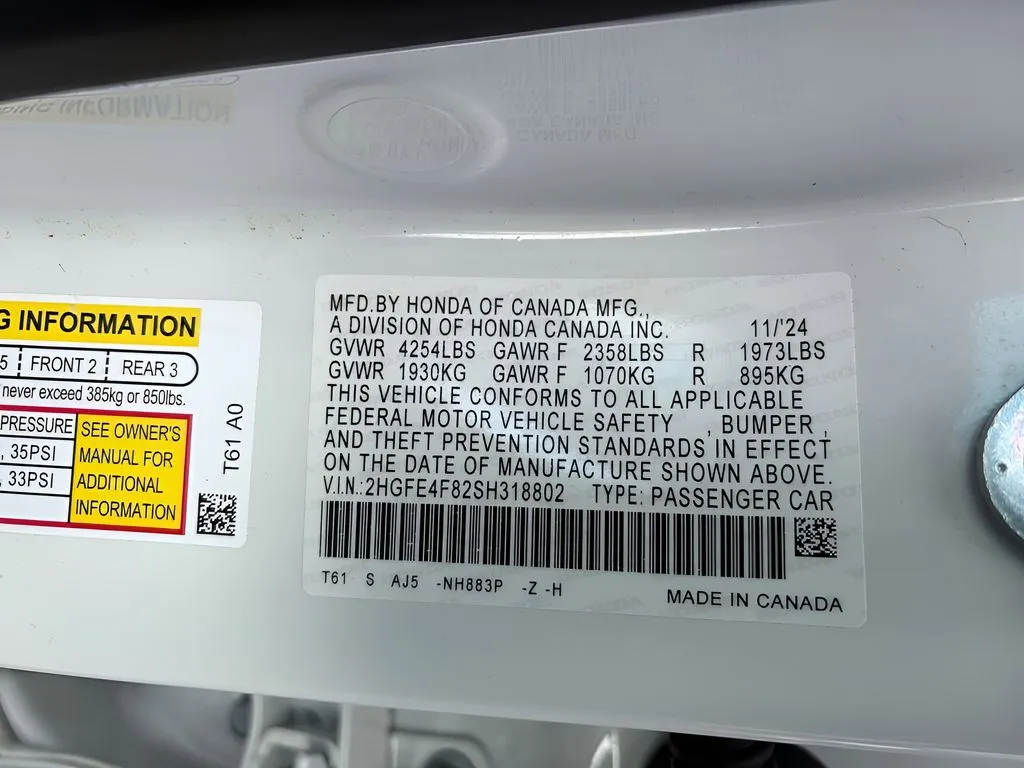 G INFORMATION
5 FRONT 2 REAR 3
never exceed 385kg or 850lbs.
PRESSURE
, 35PSI
, 33PSI
SEE OWNER'S
MANUAL FOR
ADDITIONAL
INFORMATION
T61 A0
MFD.BY HONDA OF CANADA MFG.,
A DIVISION OF HONDA CANADA INC. 11/'24
GVWR 4254LBS GAWR F 2358LBS R 1973LBS
GVWR 1930KG GAWR F 1070KG R 895KG
THIS VEHICLE CONFORMS TO ALL APPLICABLE
FEDERAL MOTOR VEHICLE SAFETY , BUMPER ,
AND THEFT PREVENTION STANDARDS IN EFFECT
ON THE DATE OF MANUFACTURE SHOWN ABOVE.
V.I.N.:2HGFE4F82SH318802 TYPE: PASSENGER CAR
T61 S AJ5 -NH883P -Z -H
MADE IN CANADA